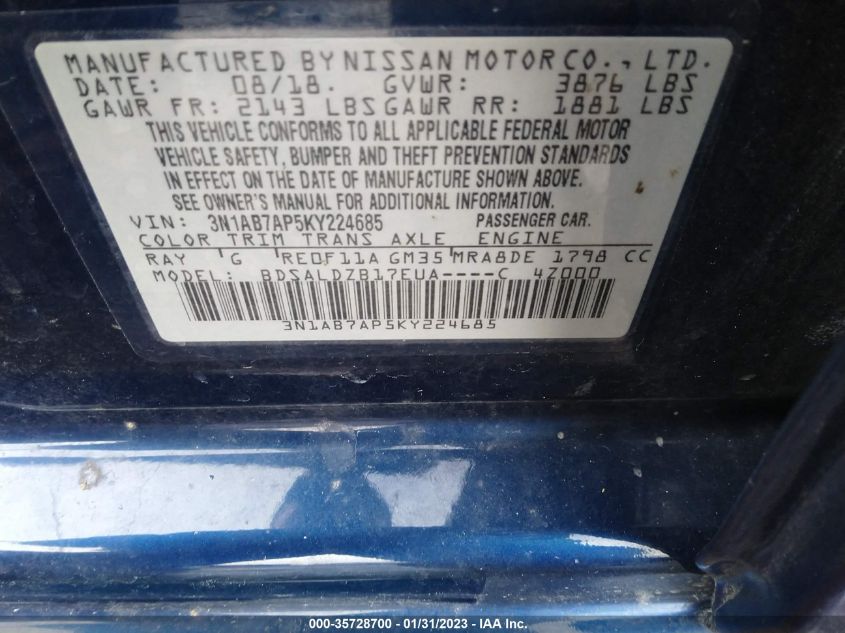 MANUFACTURED BY NISSAN MOTOR CO., LTD.
DATE: 08/18. GVWR: 3876 LBS
GAWR FR: 2143 LBS GAWR RR: 1881 LBS
THIS VEHICLE CONFORMS TO ALL APPLICABLE FEDERAL MOTOR
VEHICLE SAFETY, BUMPER AND THEFT PREVENTION STANDARDS
IN EFFECT ON THE DATE OF MANUFACTURE SHOWN ABOVE.
SEE OWNER'S MANUAL FOR ADDITIONAL INFORMATION.
VIN: 3N1AB7AP5KY224685 PASSENGER CAR.
COLOR TRIM TRANS AXLE ENGINE
RAY G RE0F11A GM35 MRA8DE 1798 CC
MODEL: BDSALDZB17EUA----C 4Z000
3N1AB7AP5KY224685
000-35728700 - 01/31/2023 - IAA Inc.